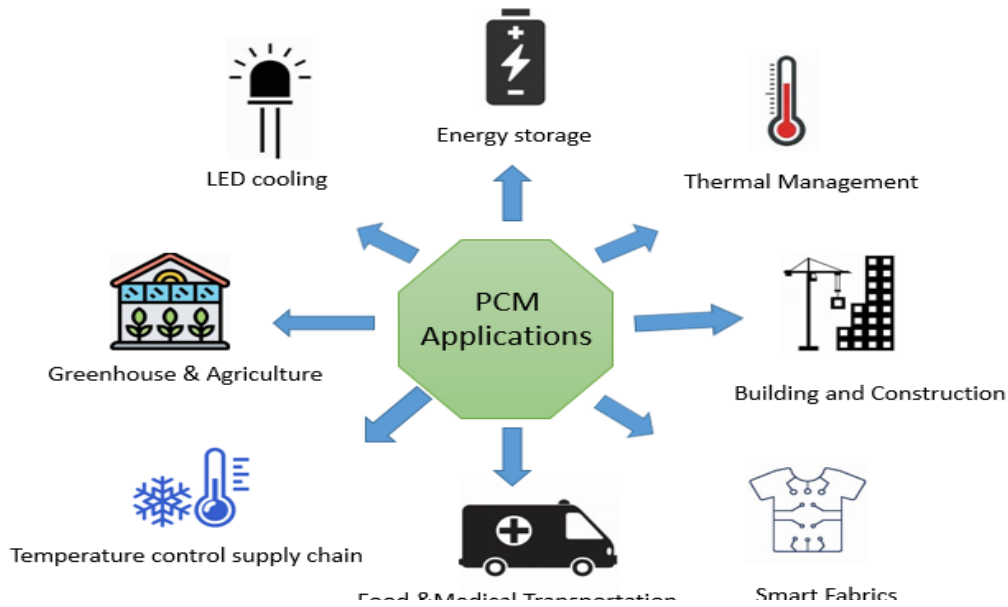 Energy storage
LED cooling
Thermal Management
PCM
Applications
Greenhouse & Agriculture
Building and Construction
Temperature control supply chain
Food &Medical Transportation
Smart Fabrics